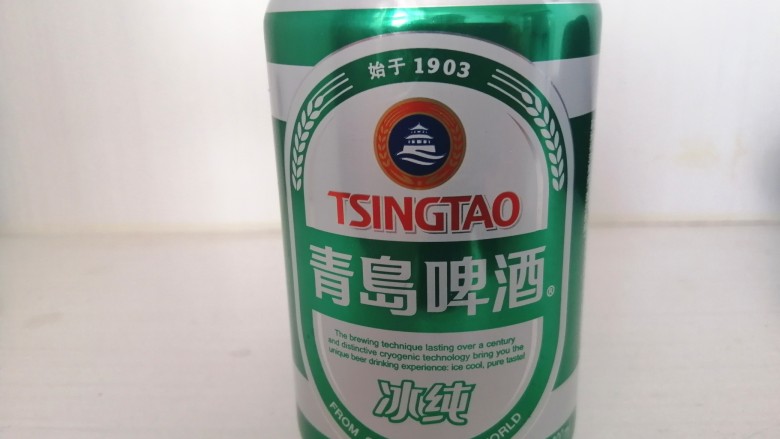 始于 1903
TSINGTAO
青島啤酒®
The brewing technique lasting over a century
and distinctive cryogenic technology bring you the
unique beer drinking experience: ice cool, pure taste!
冰纯
FROM